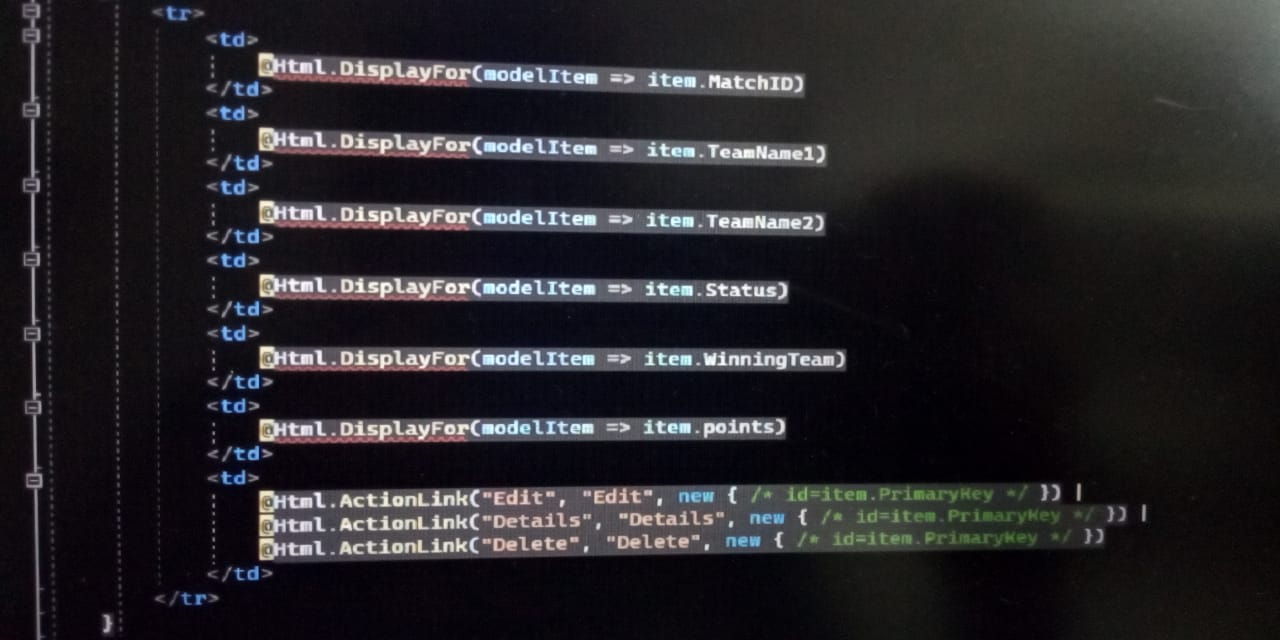 <tr>
<td>
@Html.DisplayFor(modelItem => item.MatchID)
</td>
<td>
@Html.DisplayFor(modelItem => item.TeamName1)
</td>
<td>
@Html.DisplayFor(modelItem => item.TeamName2)
</td>
<td>
@Html.DisplayFor(modelItem => item.Status)
</td>
<td>
@Html.DisplayFor(modelItem => item.WinningTeam)
</td>
<td>
@Html.DisplayFor(modelItem => item.points)
</td>
<td>
@Html.ActionLink("Edit", "Edit", new { /* id=item.PrimaryKey */ }) |
@Html.ActionLink("Details", "Details", new { /* id=item.PrimaryKey */ }) |
@Html.ActionLink("Delete", "Delete", new { /* id=item.PrimaryKey */ })
</td>
</tr>
}